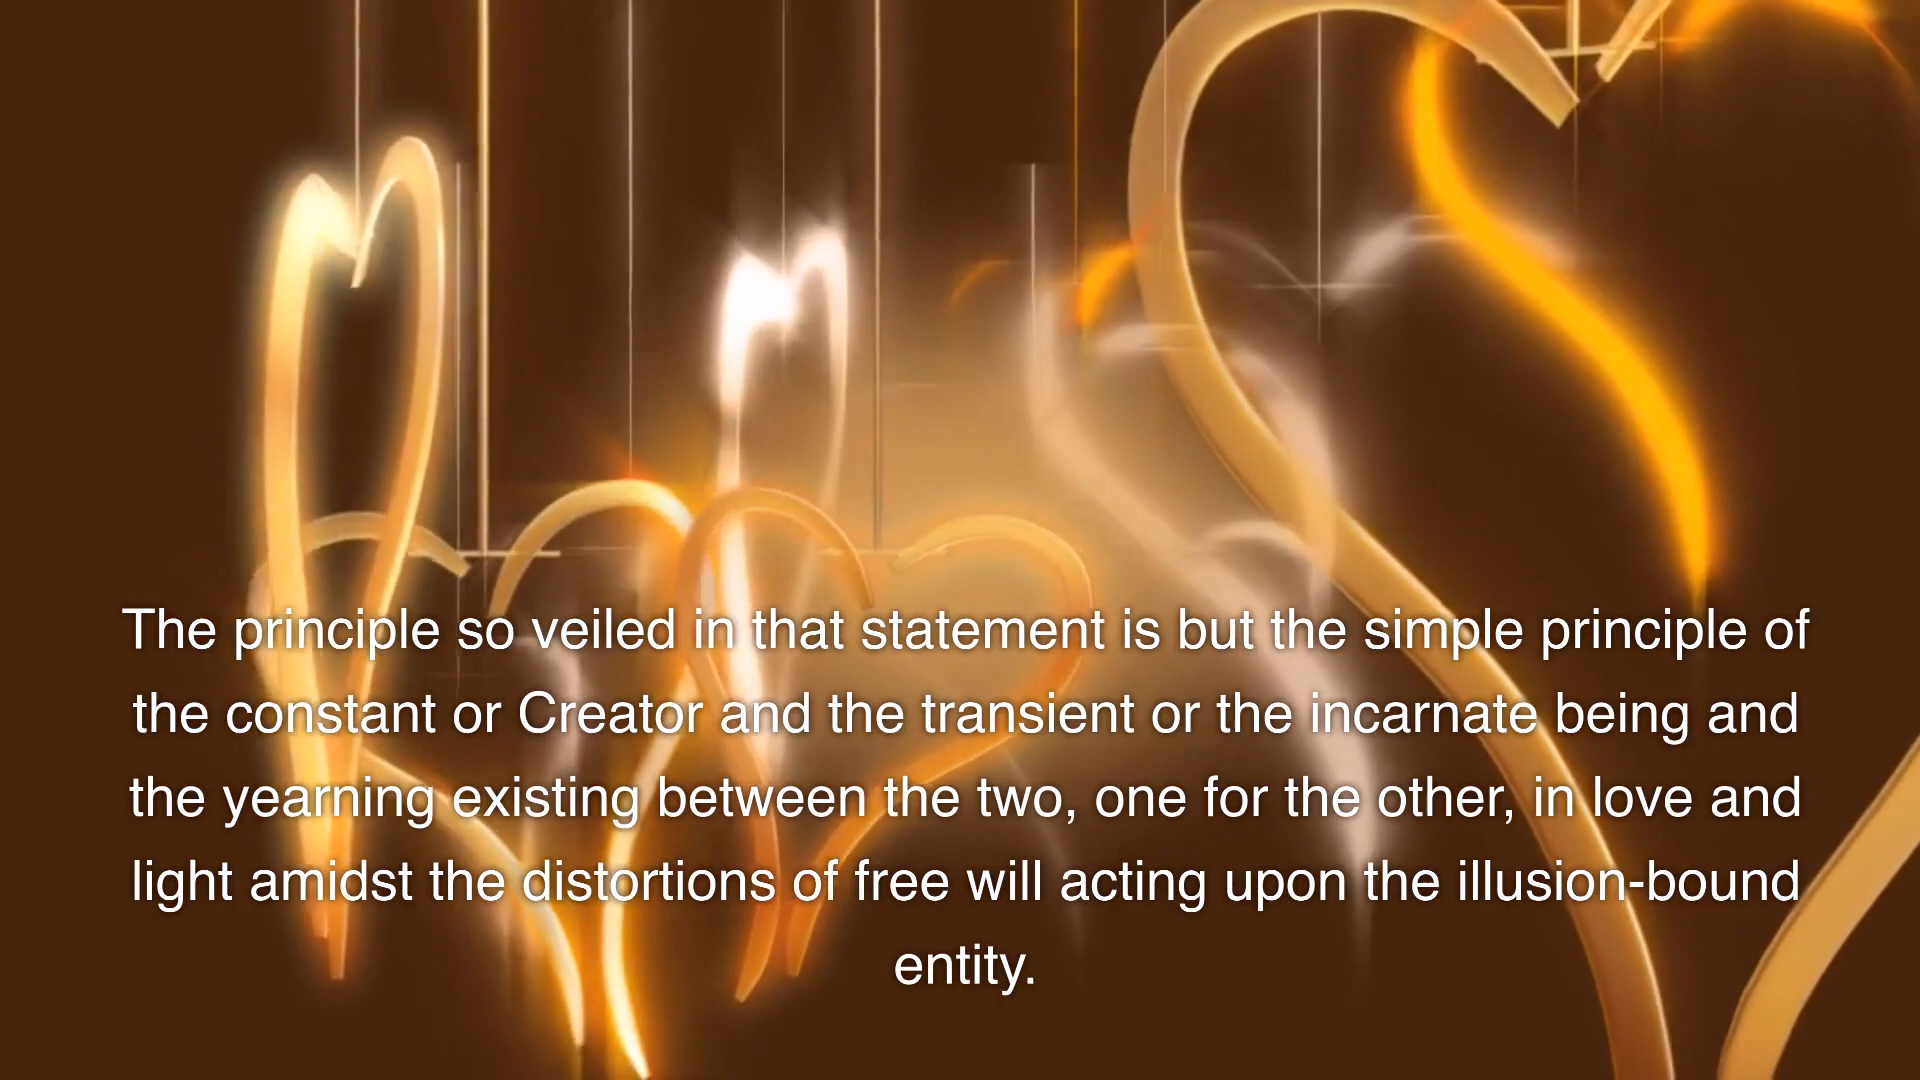 The principle so veiled in that statement is but the simple principle of
the constant or Creator and the transient or the incarnate being and
the yearning existing between the two, one for the other, in love and
light amidst the distortions of free will acting upon the illusion-bound
entity.